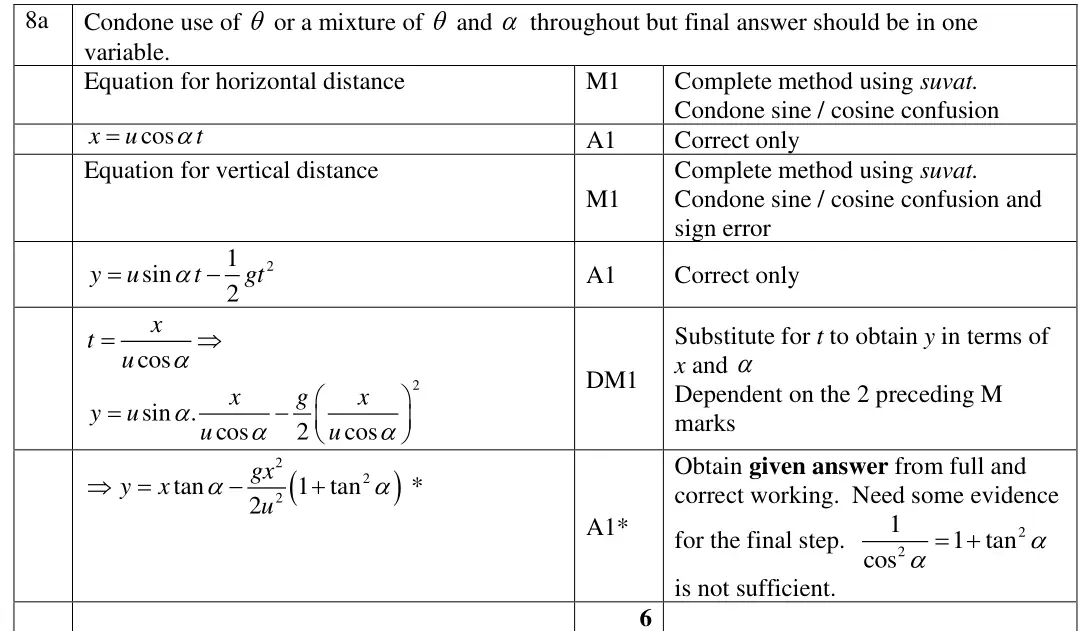 8a
Condone use of θ or a mixture of θ and α throughout but final answer should be in one
variable.
Equation for horizontal distance
M1
Complete method using suvat.
Condone sine / cosine confusion
x = u cos α t
A1
Correct only
Equation for vertical distance
M1
Complete method using suvat.
Condone sine / cosine confusion and
sign error
y = u sin α t − 1/2 gt²
A1
Correct only
t = x/(u cos α) ⇒
y = u sin α . x/(u cos α) − g/2 (x/(u cos α))²
DM1
Substitute for t to obtain y in terms of
x and α
Dependent on the 2 preceding M
marks
⇒ y = x tan α − gx²/2u² (1 + tan² α) *
A1*
Obtain given answer from full and
correct working. Need some evidence
for the final step. 1/cos² α = 1 + tan² α
is not sufficient.
6